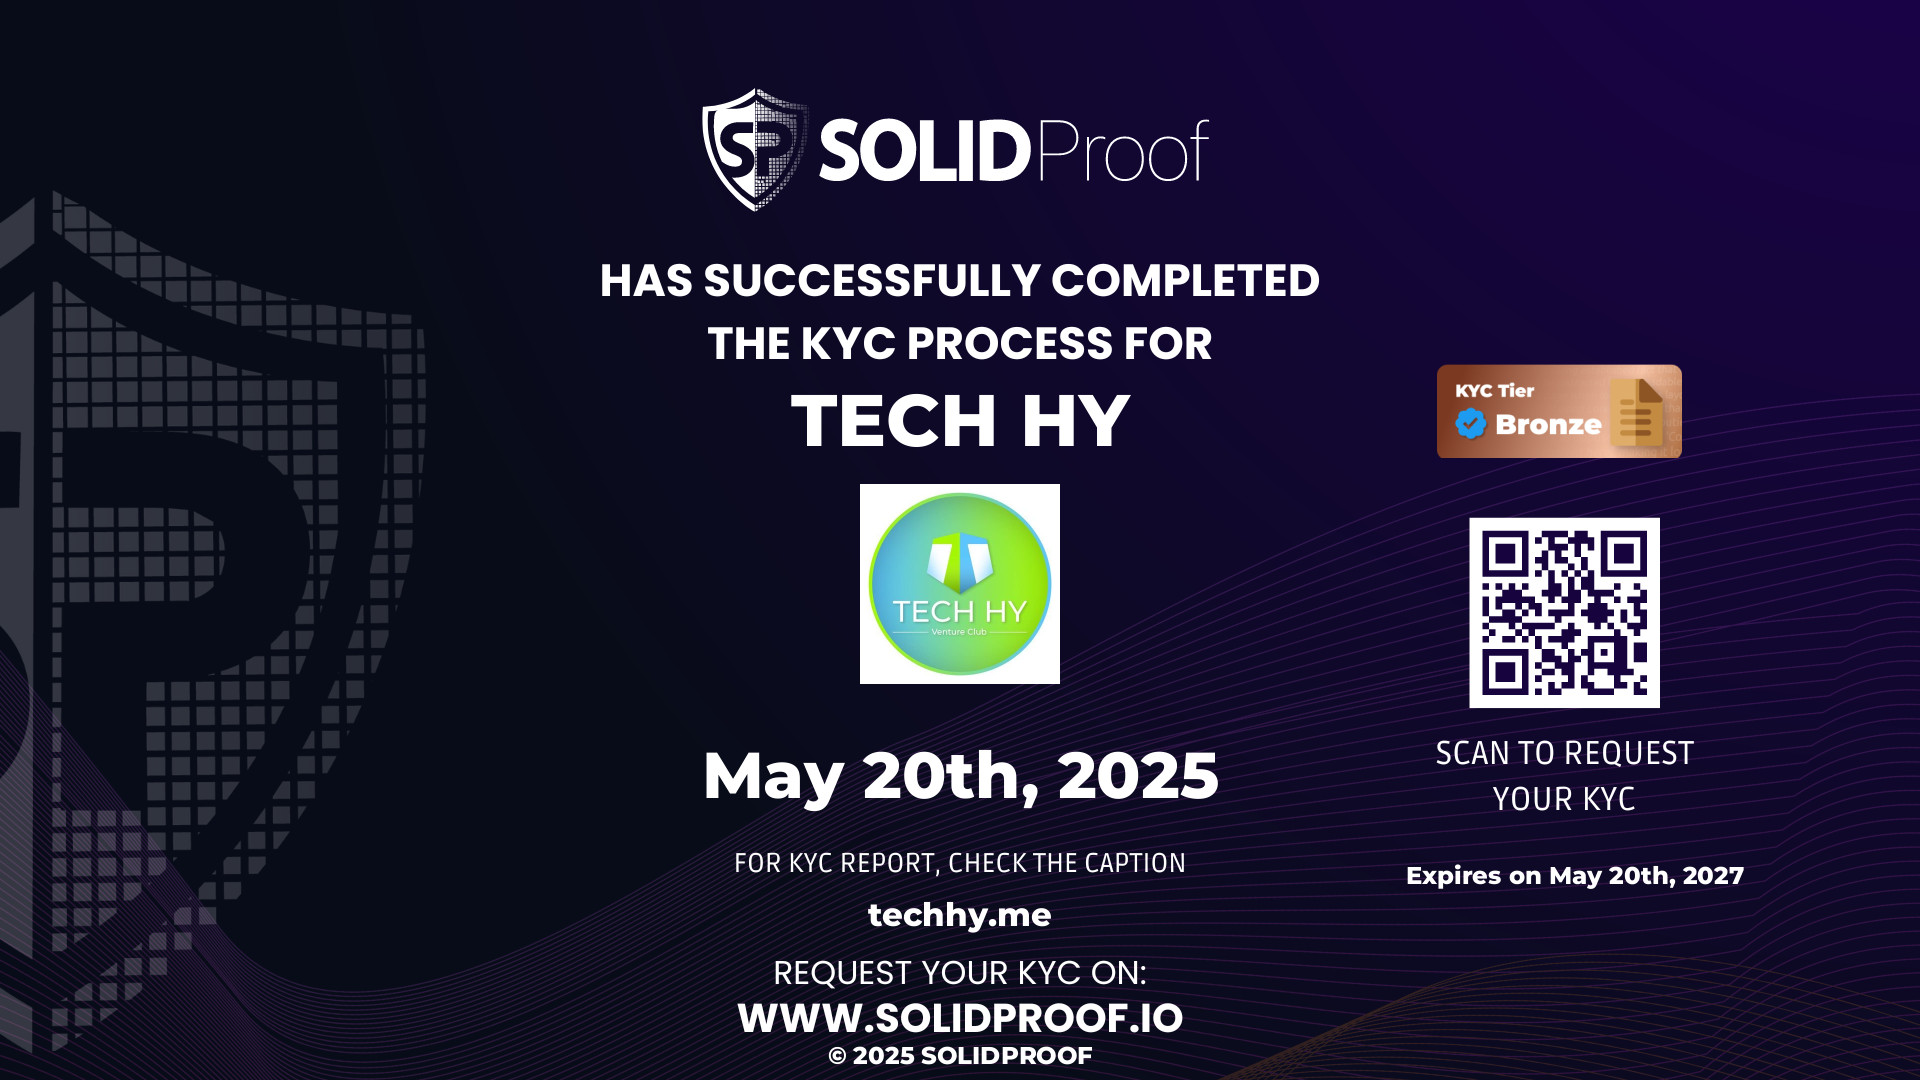 SP SOLIDProof
HAS SUCCESSFULLY COMPLETED
THE KYC PROCESS FOR
TECH HY
TECH HY
Venture Club
May 20th, 2025
FOR KYC REPORT, CHECK THE CAPTION
techhy.me
REQUEST YOUR KYC ON:
WWW.SOLIDPROOF.IO
© 2025 SOLIDPROOF
KYC Tier
Bronze
SCAN TO REQUEST
YOUR KYC
Expires on May 20th, 2027